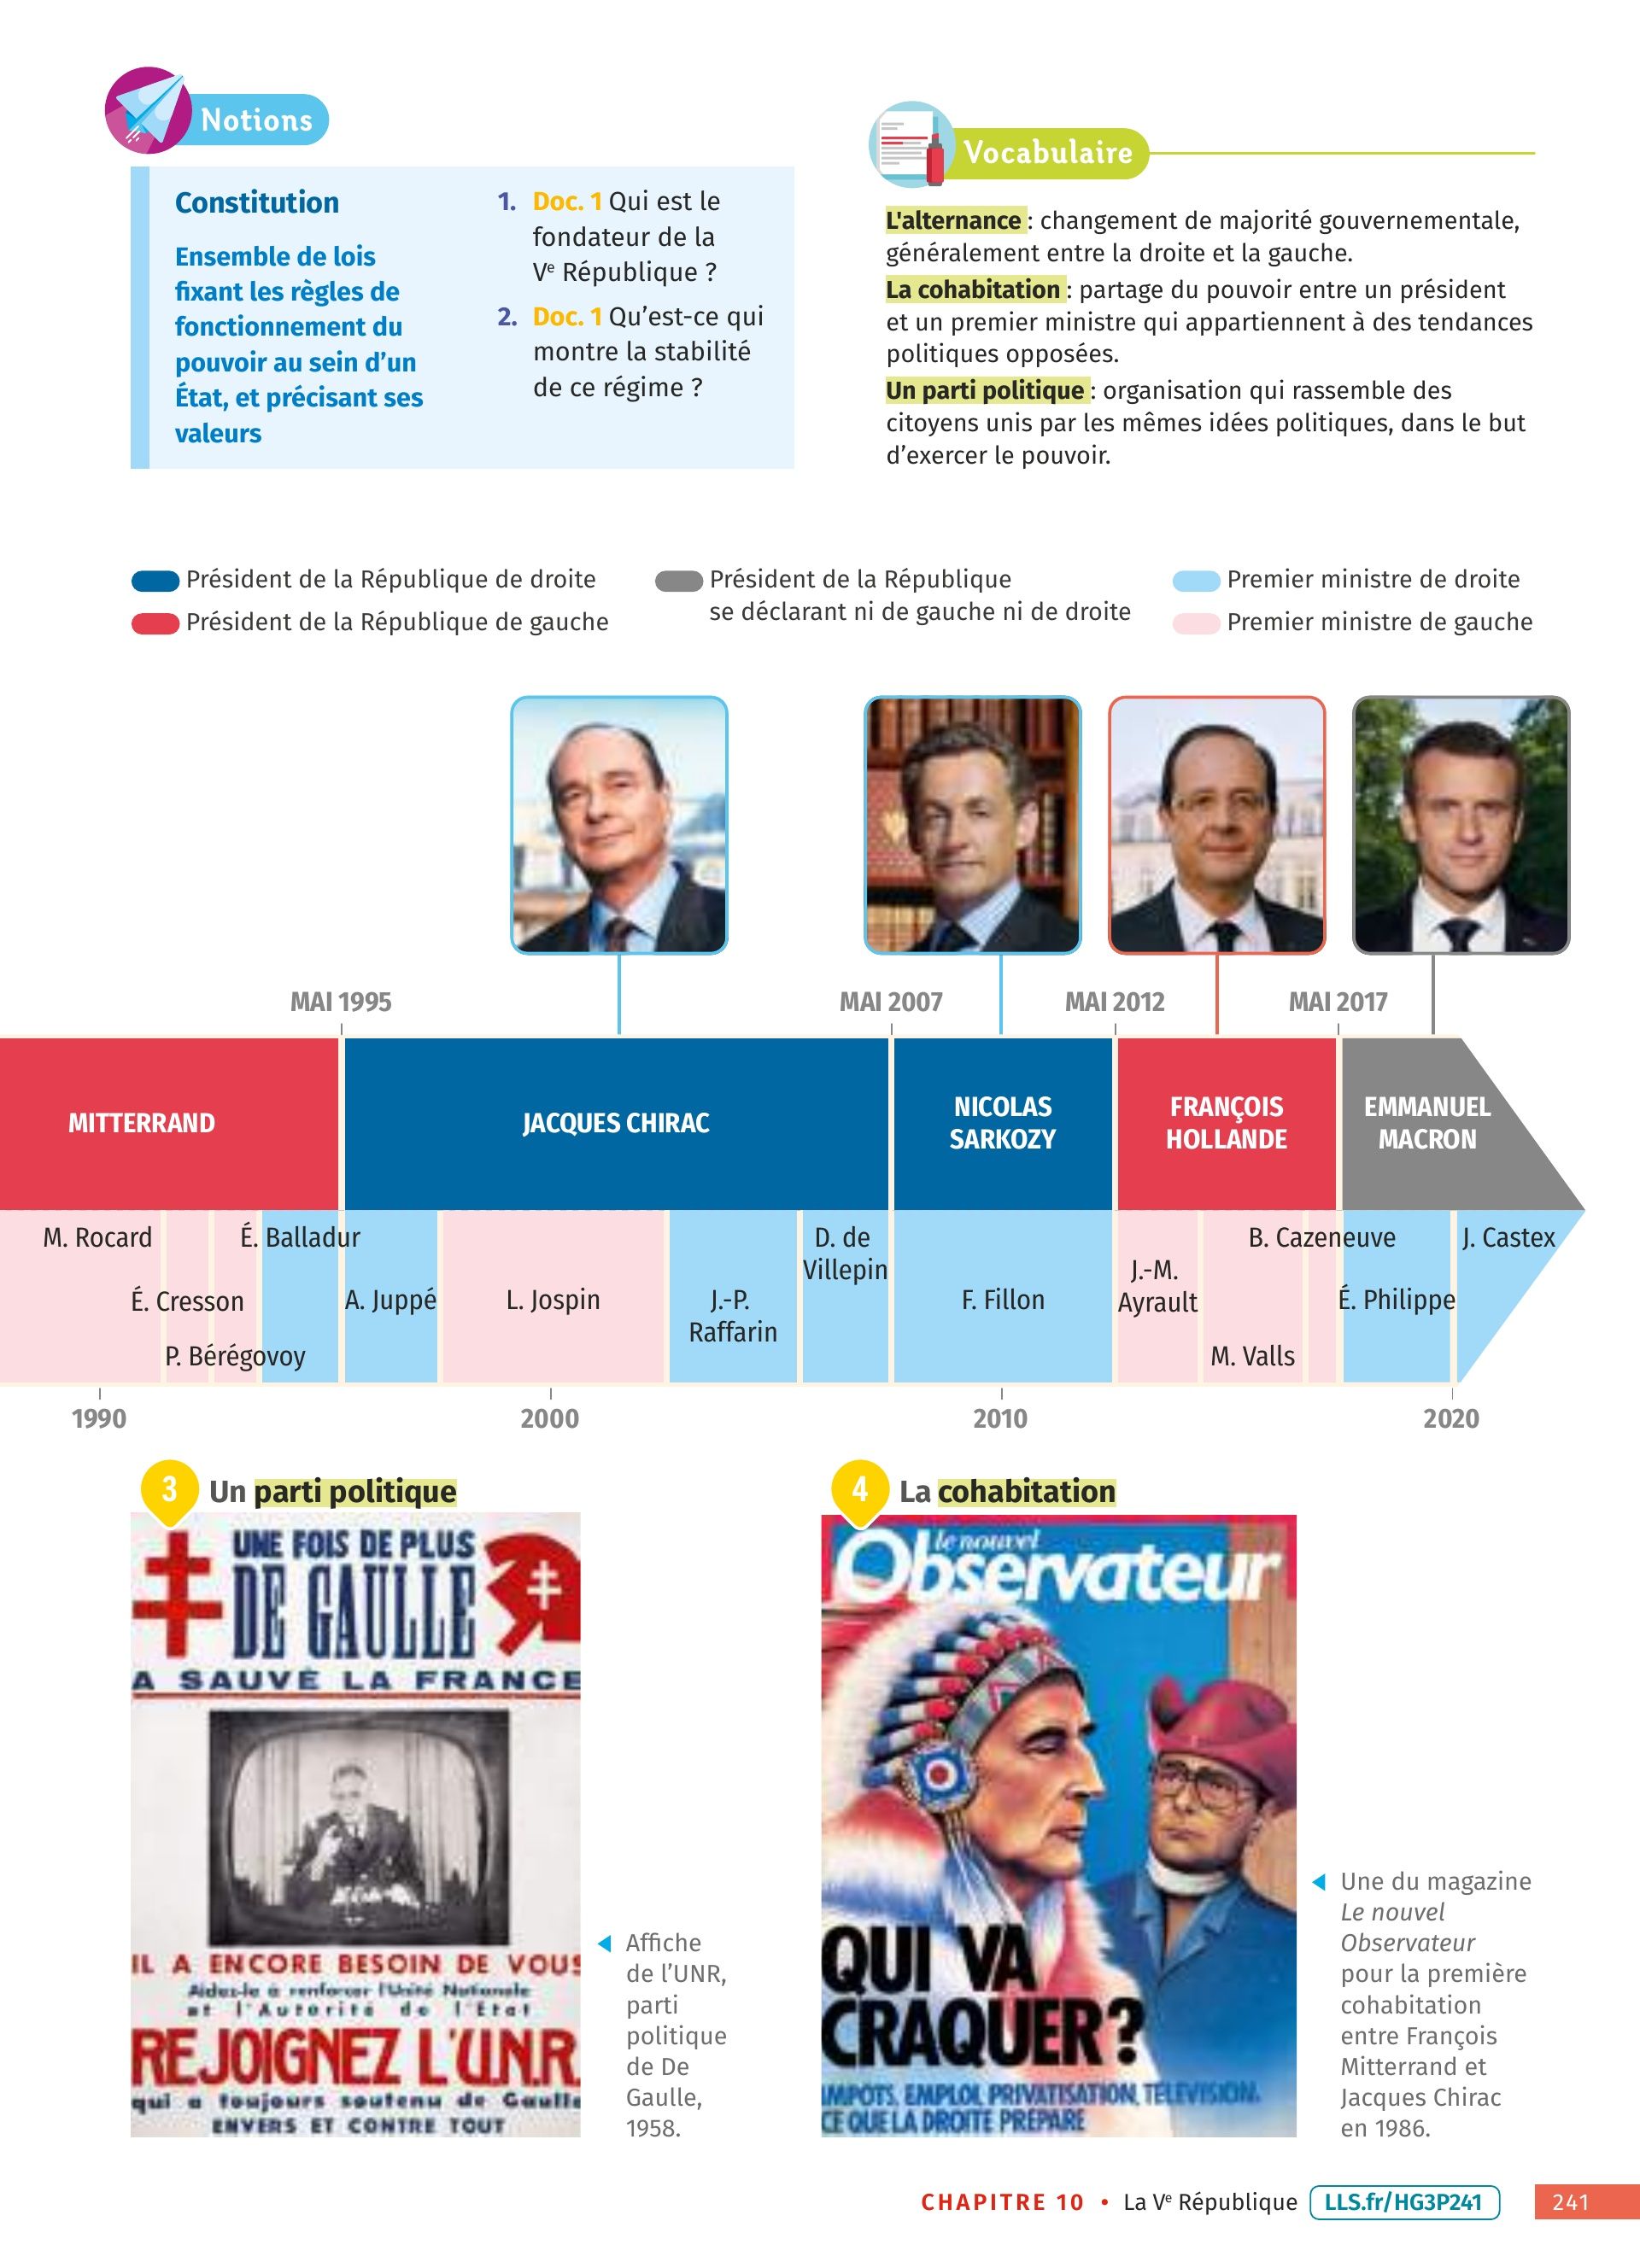 Notions
Constitution
Ensemble de lois
fixant les règles de
fonctionnement du
pouvoir au sein d’un
État, et précisant ses
valeurs
1. Doc. 1 Qui est le
fondateur de la
Ve République ?
2. Doc. 1 Qu’est-ce qui
montre la stabilité
de ce régime ?
Vocabulaire
L'alternance : changement de majorité gouvernementale,
généralement entre la droite et la gauche.
La cohabitation : partage du pouvoir entre un président
et un premier ministre qui appartiennent à des tendances
politiques opposées.
Un parti politique : organisation qui rassemble des
citoyens unis par les mêmes idées politiques, dans le but
d’exercer le pouvoir.
Président de la République de droite
Président de la République de gauche
Président de la République
se déclarant ni de gauche ni de droite
Premier ministre de droite
Premier ministre de gauche
MAI 1995
MAI 2007
MAI 2012
MAI 2017
MITTERRAND
JACQUES CHIRAC
NICOLAS
SARKOZY
FRANÇOIS
HOLLANDE
EMMANUEL
MACRON
M. Rocard
É. Cresson
P. Bérégovoy
É. Balladur
A. Juppé
L. Jospin
J.-P.
Raffarin
D. de
Villepin
F. Fillon
J.-M.
Ayrault
M. Valls
B. Cazeneuve
É. Philippe
J. Castex
1990
2000
2010
2020
3 Un parti politique
UNE FOIS DE PLUS
DE GAULLE
A SAUVÉ LA FRANCE
IL A ENCORE BESOIN DE VOUS
Aidez-le à renforcer l'Unité Nationale
et l'Autorité de l'État
REJOIGNEZ L'U.N.R.
qui a toujours soutenu de Gaulle
ENVERS ET CONTRE TOUT
Affiche
de l’UNR,
parti
politique
de De
Gaulle,
1958.
4 La cohabitation
le nouvel
Observateur
QUI VA
CRAQUER?
IMPOTS, EMPLOI, PRIVATISATION, TELEVISION.
CE QUE LA DROITE PREPARE
Une du magazine
Le nouvel
Observateur
pour la première
cohabitation
entre François
Mitterrand et
Jacques Chirac
en 1986.
CHAPITRE 10 • La Ve République LLS.fr/HG3P241 241